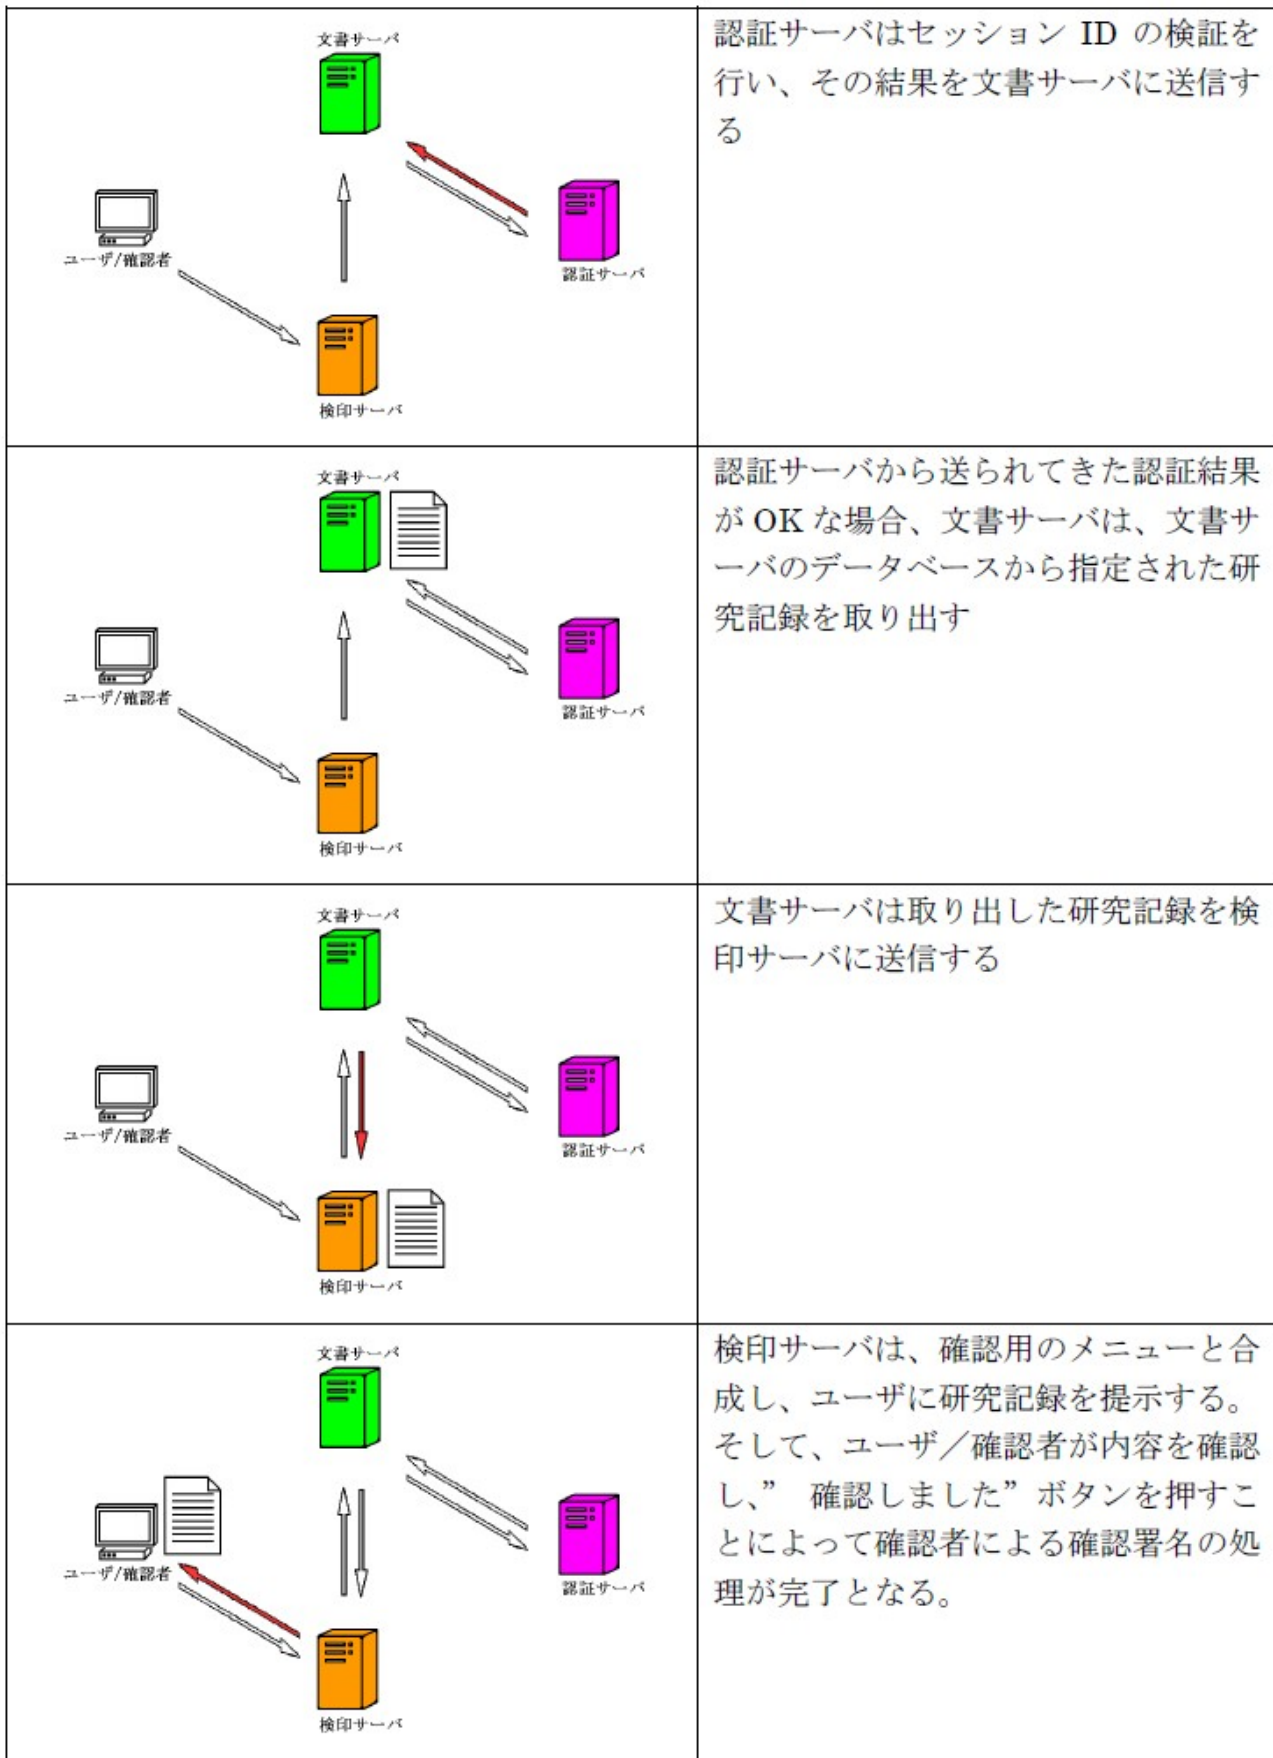 文書サーバ
ユーザ/確認者
認証サーバ
検印サーバ
認証サーバはセッション ID の検証を
行い、その結果を文書サーバに送信す
る
文書サーバ
ユーザ/確認者
認証サーバ
検印サーバ
認証サーバから送られてきた認証結果
が OK な場合、文書サーバは、文書サ
ーバのデータベースから指定された研
究記録を取り出す
文書サーバ
ユーザ/確認者
認証サーバ
検印サーバ
文書サーバは取り出した研究記録を検
印サーバに送信する
文書サーバ
ユーザ/確認者
認証サーバ
検印サーバ
検印サーバは、確認用のメニューと合
成し、ユーザに研究記録を提示する。
そして、ユーザ／確認者が内容を確認
し、” 確認しました” ボタンを押すこ
とによって確認者による確認署名の処
理が完了となる。